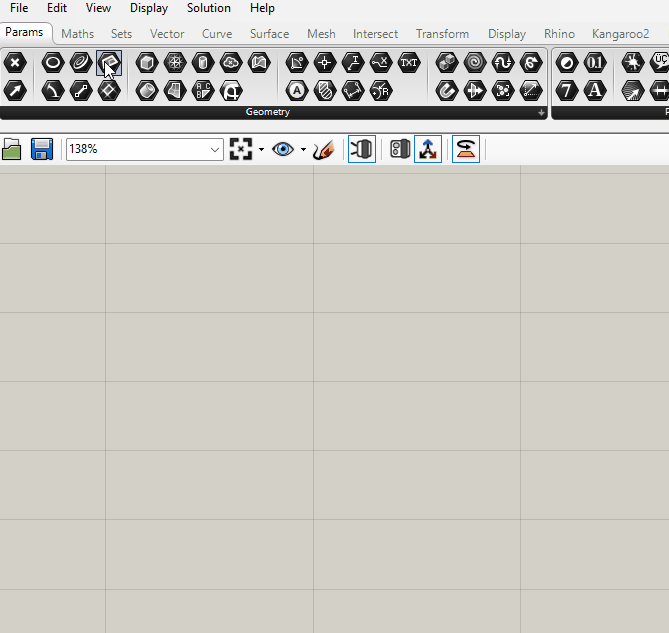 File Edit View Display Solution Help
Params Maths Sets Vector Curve Surface Mesh Intersect Transform Display Rhino Kangaroo2
TXT 0.1 UC
A R C B 7 A
Geometry
138%